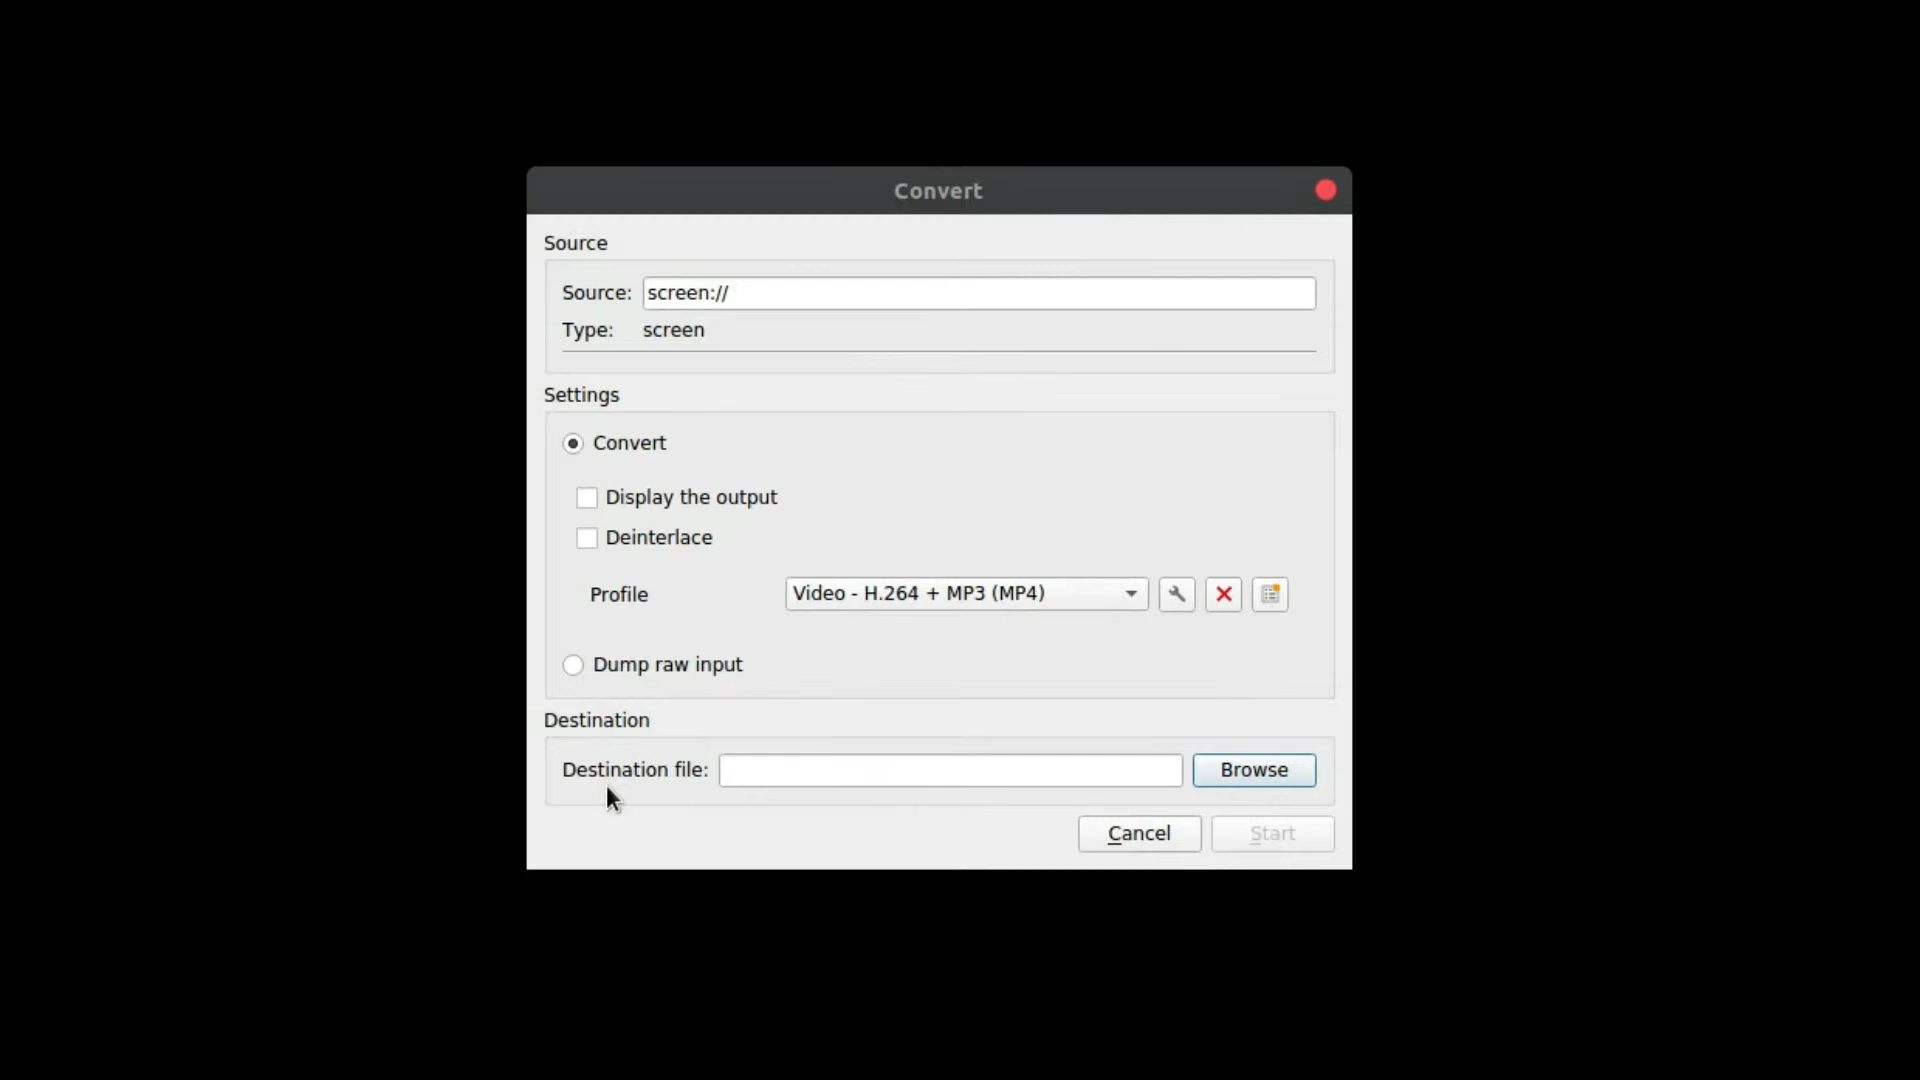 Convert
Source
Source: screen://
Type: screen
Settings
Convert
Display the output
Deinterlace
Profile Video - H.264 + MP3 (MP4)
Dump raw input
Destination
Destination file: Browse
Cancel Start